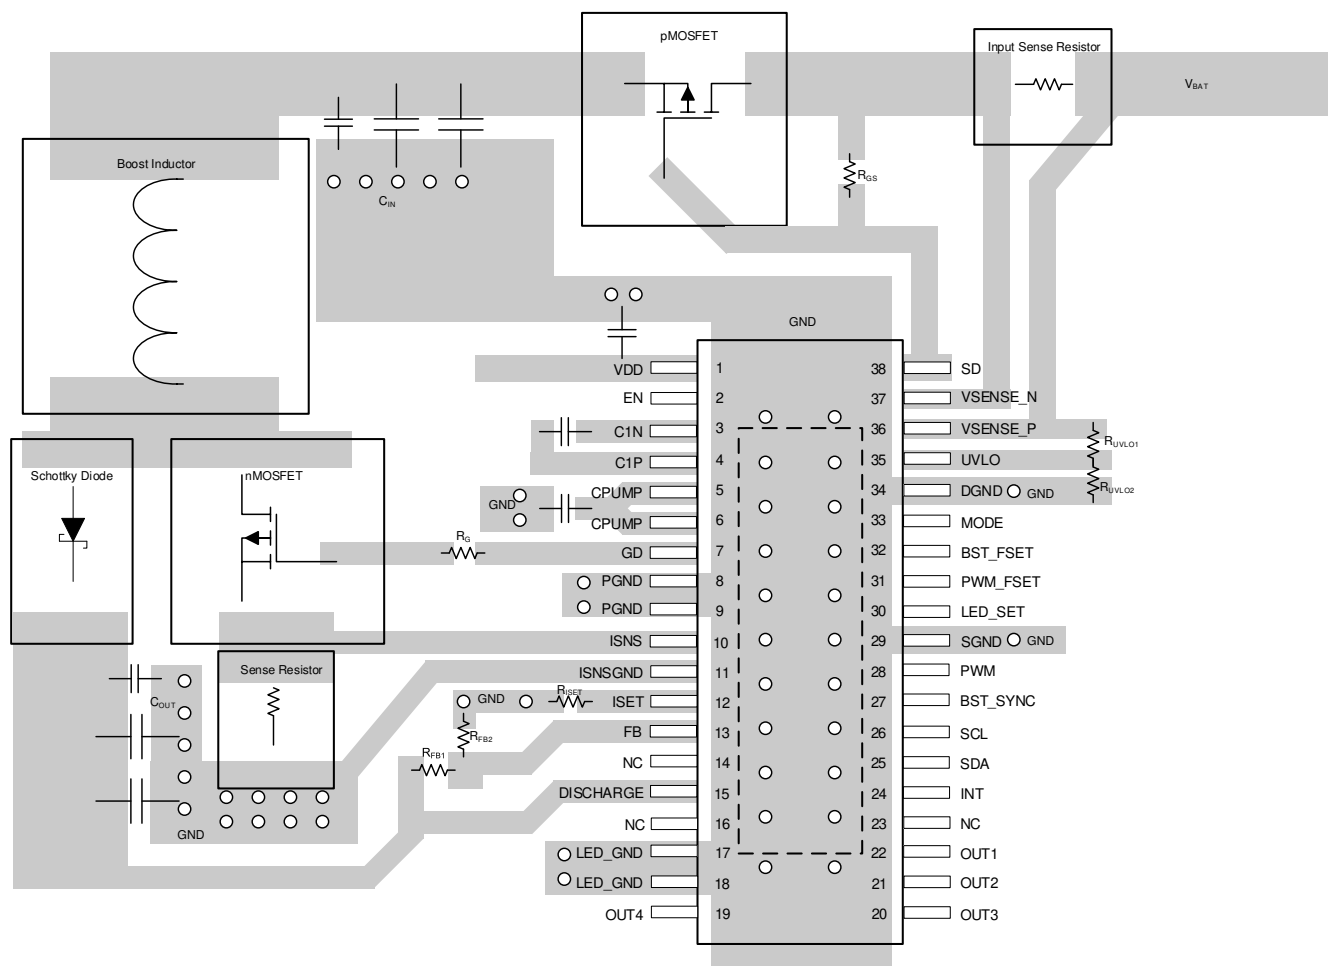 pMOSFET
Input Sense Resistor
VBAT
Boost Inductor
RGS
CIN
GND
VDD 1 38 SD
EN 2 37 VSENSE_N
C1N 3 36 VSENSE_P
RUVLO1
C1P 4 35 UVLO
Schottky Diode
nMOSFET
CPUMP 5 34 DGND GND
RUVLO2
GND
CPUMP 6 33 MODE
RG
GD 7 32 BST_FSET
PGND 8 31 PWM_FSET
PGND 9 30 LED_SET
ISNS 10 29 SGND GND
Sense Resistor
ISNSGND 11 28 PWM
COUT
GND RISET ISET 12 27 BST_SYNC
RFB2
FB 13 26 SCL
RFB1
NC 14 25 SDA
DISCHARGE 15 24 INT
GND
NC 16 23 NC
LED_GND 17 22 OUT1
LED_GND 18 21 OUT2
OUT4 19 20 OUT3